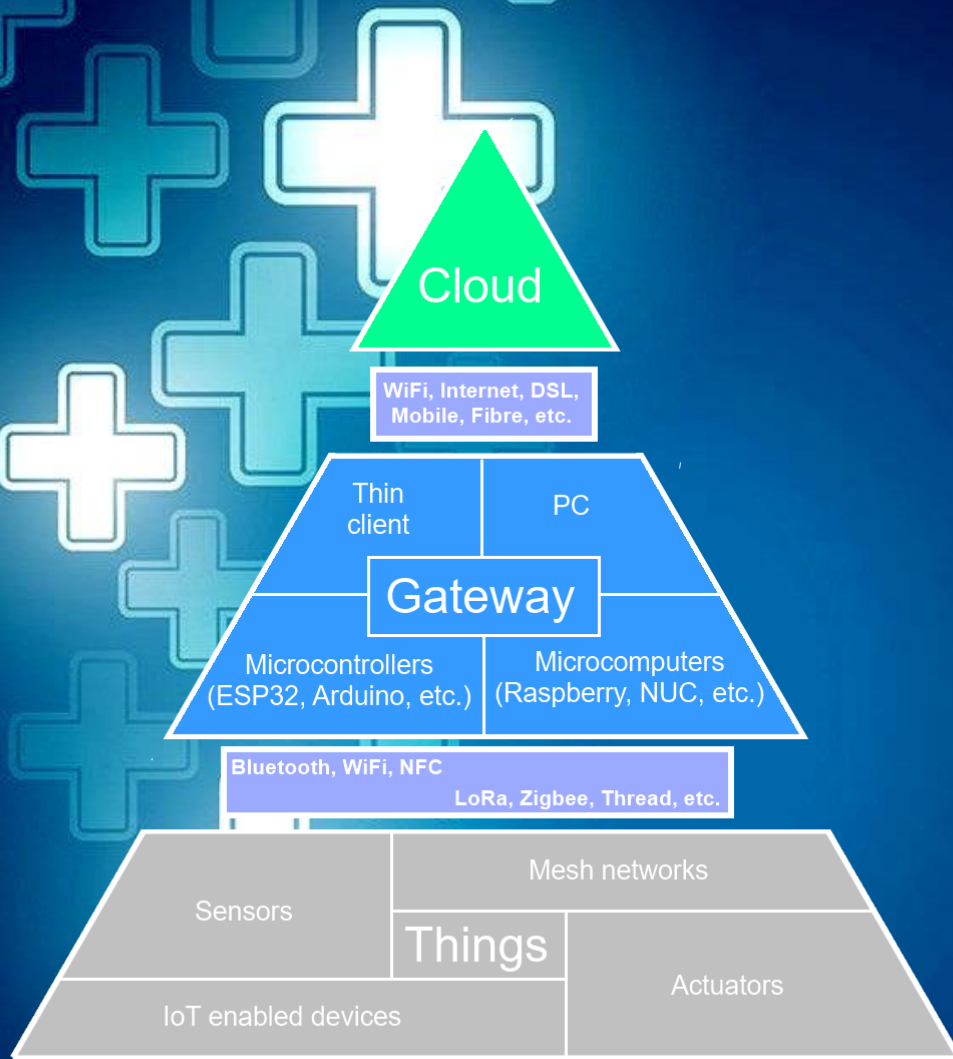 Cloud
WiFi, Internet, DSL,
Mobile, Fibre, etc.
Thin
client
PC
Gateway
Microcontrollers
(ESP32, Arduino, etc.)
Microcomputers
(Raspberry, NUC, etc.)
Bluetooth, WiFi, NFC
LoRa, Zigbee, Thread, etc.
Mesh networks
Sensors
Things
Actuators
IoT enabled devices